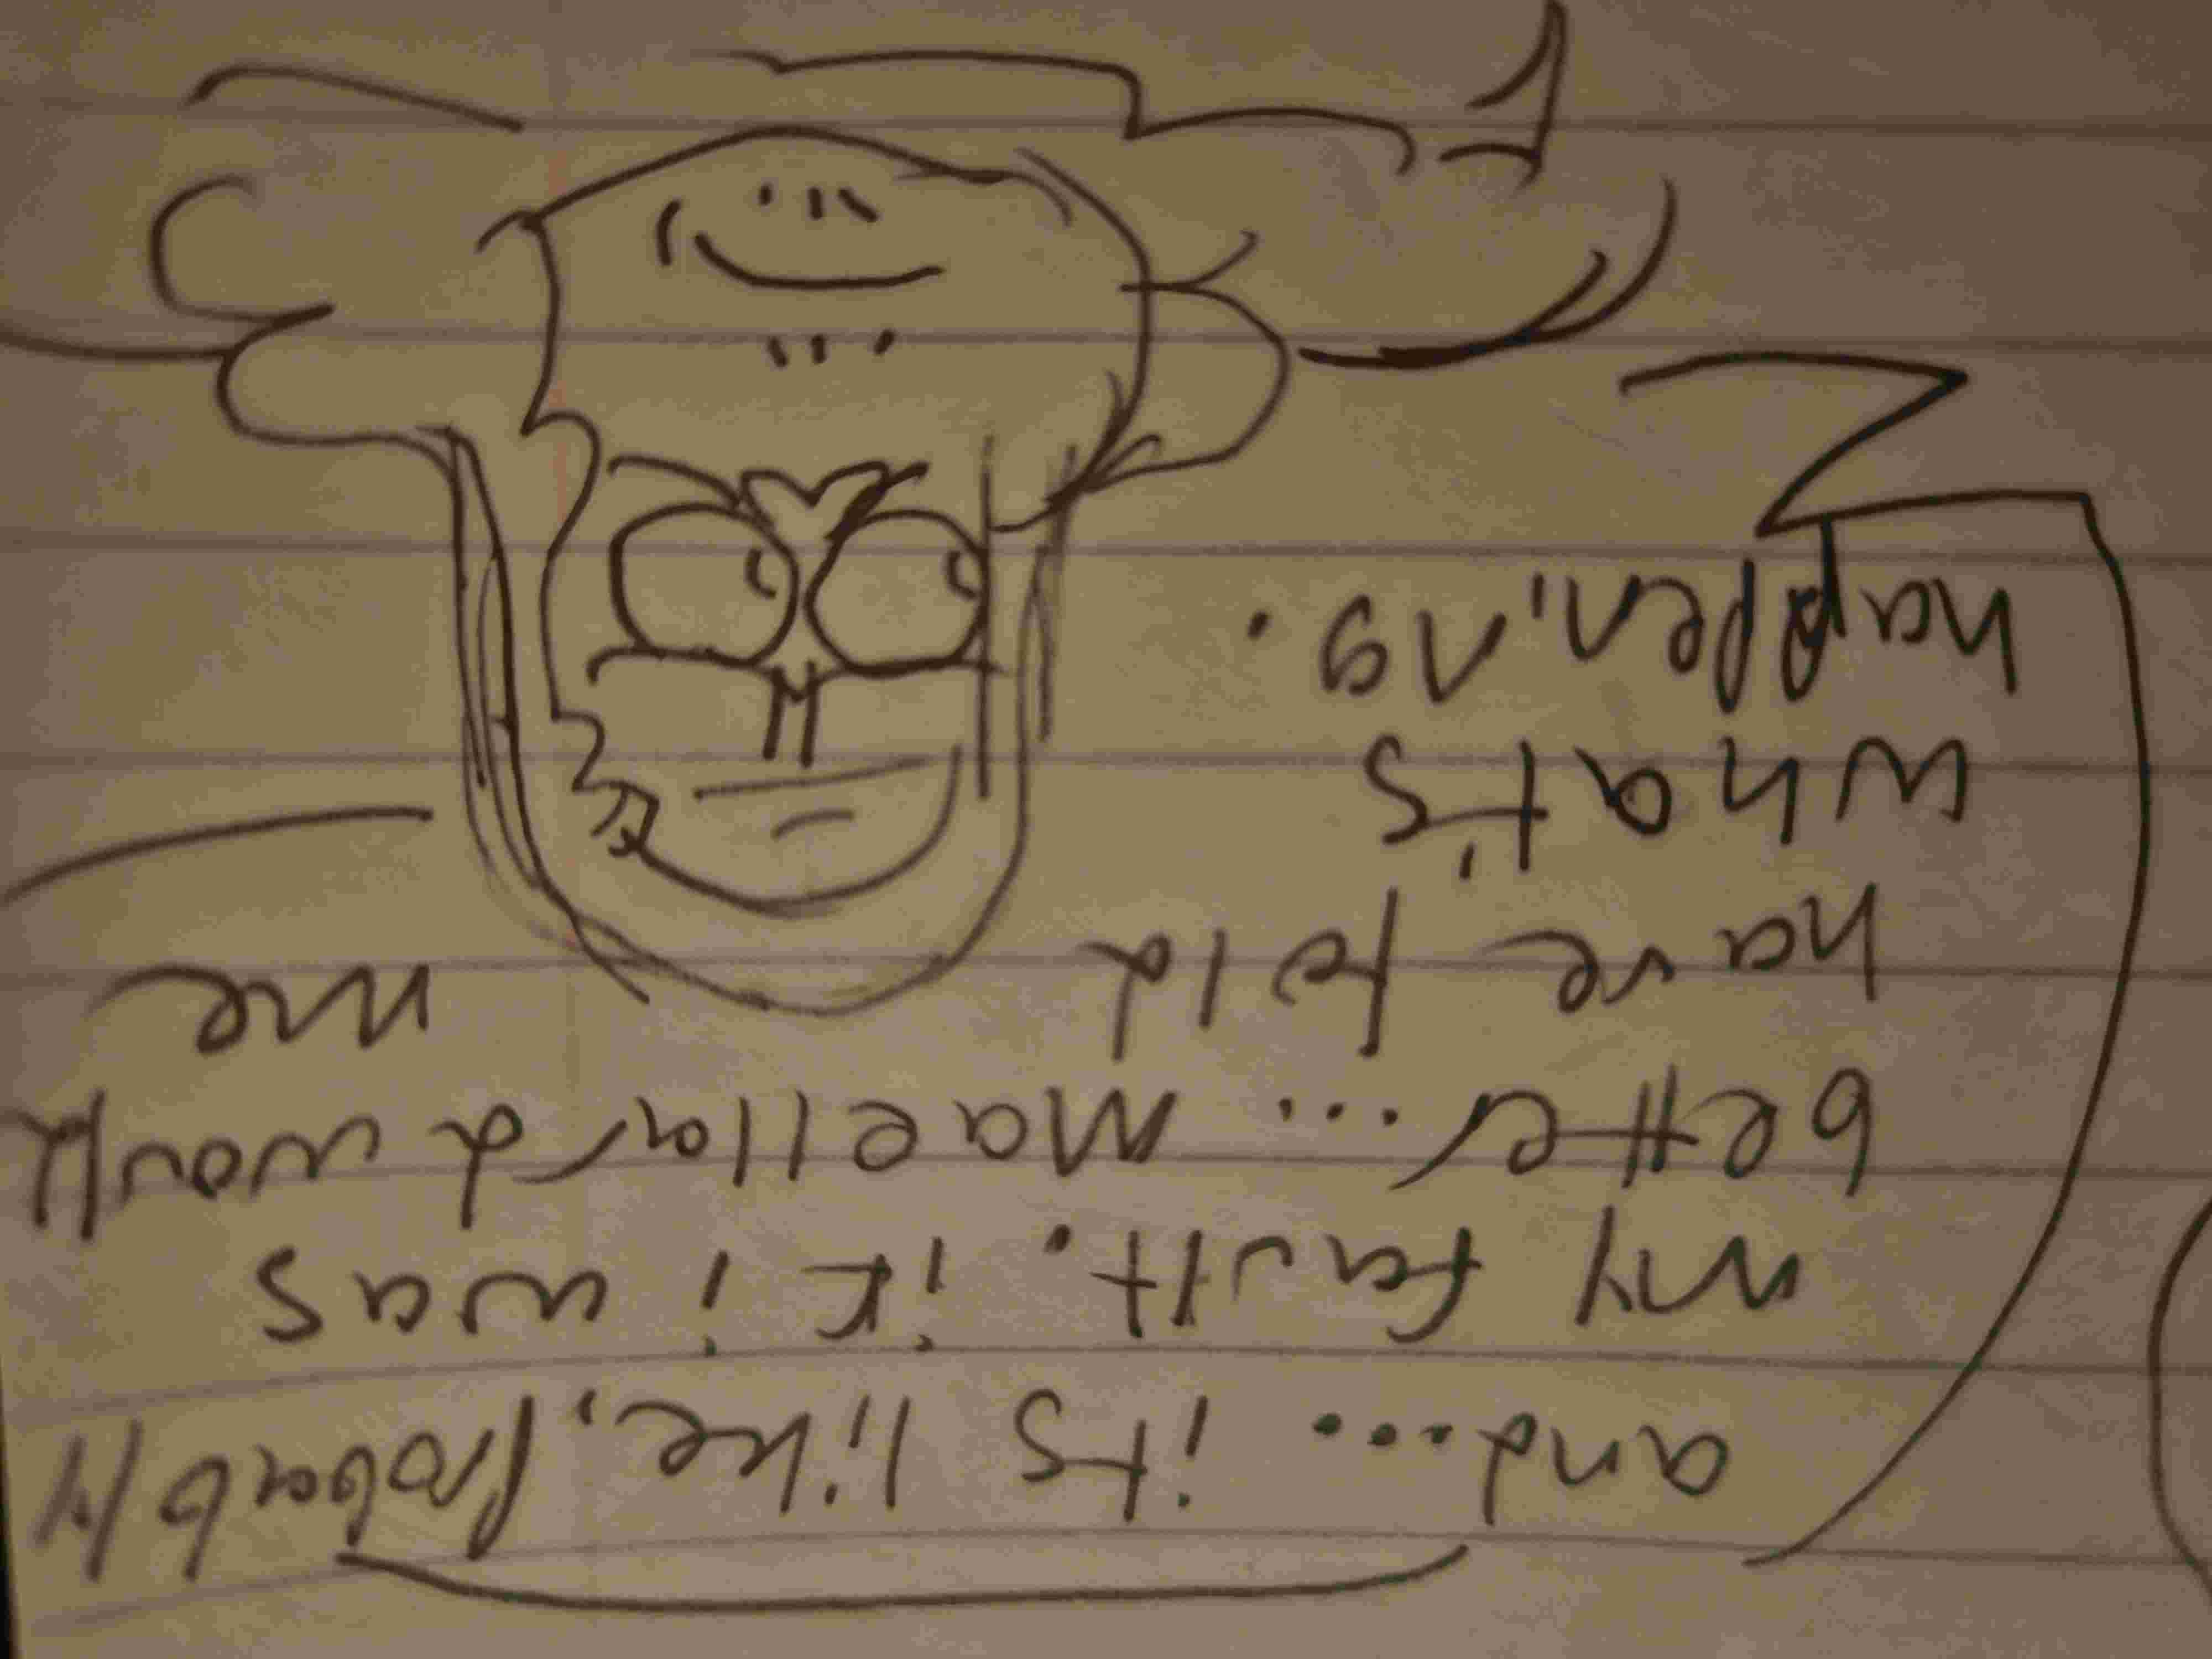 and... its like, Probably
my fault. if i was
better... maellard would
have told me
what's
happening.